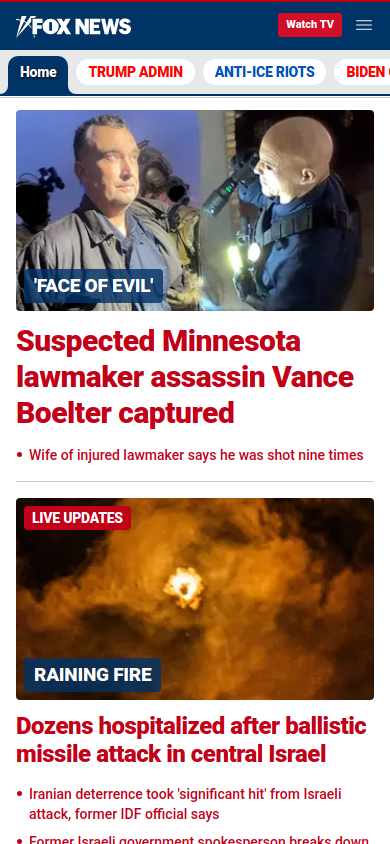 FOX NEWS
Watch TV
Home
TRUMP ADMIN
ANTI-ICE RIOTS
BIDEN
'FACE OF EVIL'
Suspected Minnesota
lawmaker assassin Vance
Boelter captured
• Wife of injured lawmaker says he was shot nine times
LIVE UPDATES
RAINING FIRE
Dozens hospitalized after ballistic
missile attack in central Israel
• Iranian deterrence took 'significant hit' from Israeli
attack, former IDF official says
• Former Israeli government spokesperson breaks down